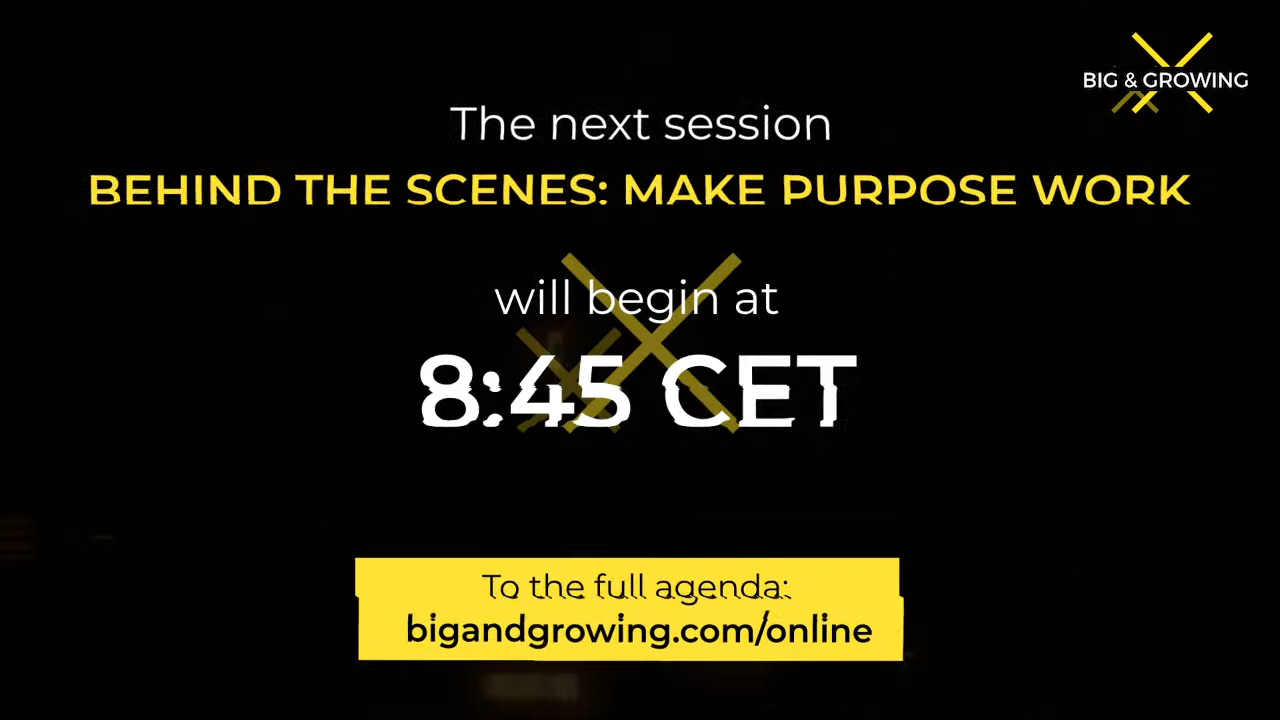 BIG & GROWING
The next session
BEHIND THE SCENES: MAKE PURPOSE WORK
will begin at
8:45 CET
To the full agenda:
bigandgrowing.com/online